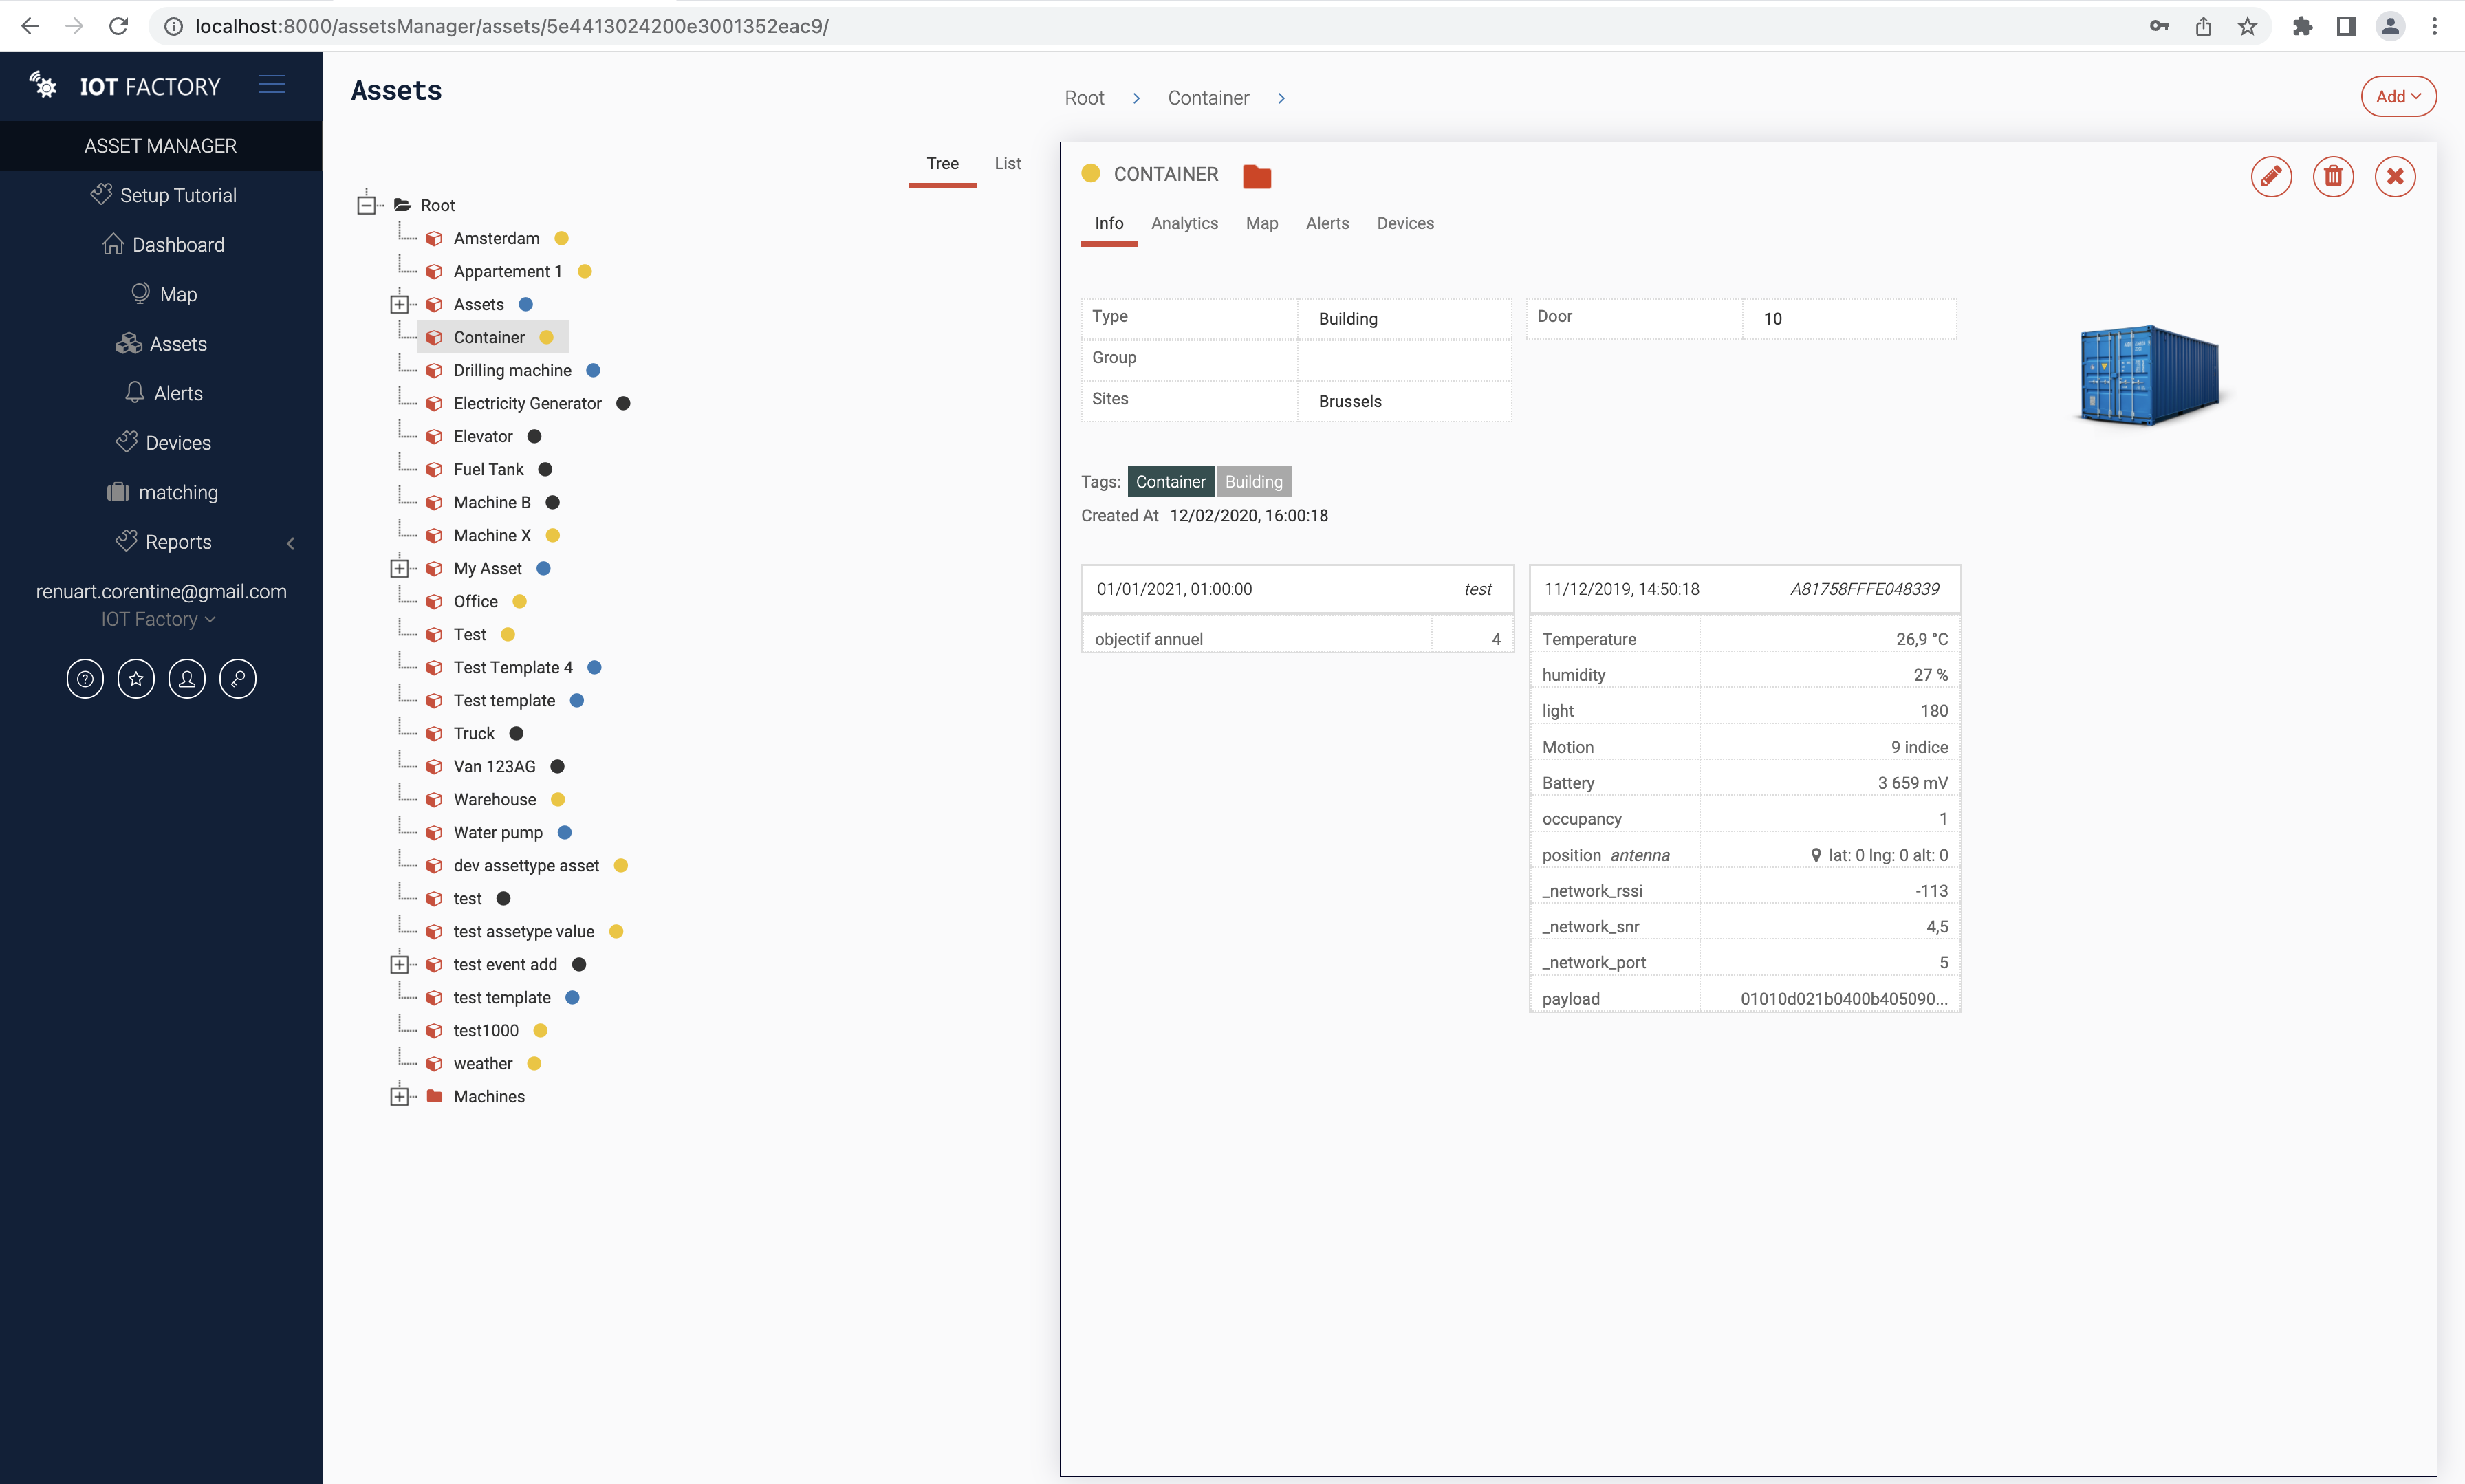 localhost:8000/assetsManager/assets/5e4413024200e3001352eac9/
IOT FACTORY
ASSET MANAGER
Setup Tutorial
Dashboard
Map
Assets
Alerts
Devices
matching
Reports
renuart.corentine@gmail.com
IOT Factory
Assets
Tree
List
Root
Amsterdam
Appartement 1
Assets
Container
Drilling machine
Electricity Generator
Elevator
Fuel Tank
Machine B
Machine X
My Asset
Office
Test
Test Template 4
Test template
Truck
Van 123AG
Warehouse
Water pump
dev assettype asset
test
test assetype value
test event add
test template
test1000
weather
Machines
Root > Container >
Add
CONTAINER
Info Analytics Map Alerts Devices
Type Building
Group
Sites Brussels
Door 10
Tags: Container Building
Created At 12/02/2020, 16:00:18
01/01/2021, 01:00:00 test
objectif annuel 4
11/12/2019, 14:50:18 A81758FFFE048339
Temperature 26,9 °C
humidity 27 %
light 180
Motion 9 indice
Battery 3 659 mV
occupancy 1
position antenna lat: 0 lng: 0 alt: 0
_network_rssi -113
_network_snr 4,5
_network_port 5
payload 01010d021b0400b405090...